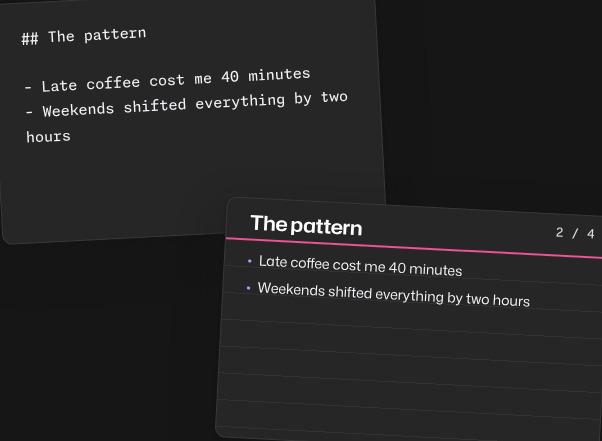 ## The pattern
- Late coffee cost me 40 minutes
- Weekends shifted everything by two
hours
The pattern
2 / 4
• Late coffee cost me 40 minutes
• Weekends shifted everything by two hours